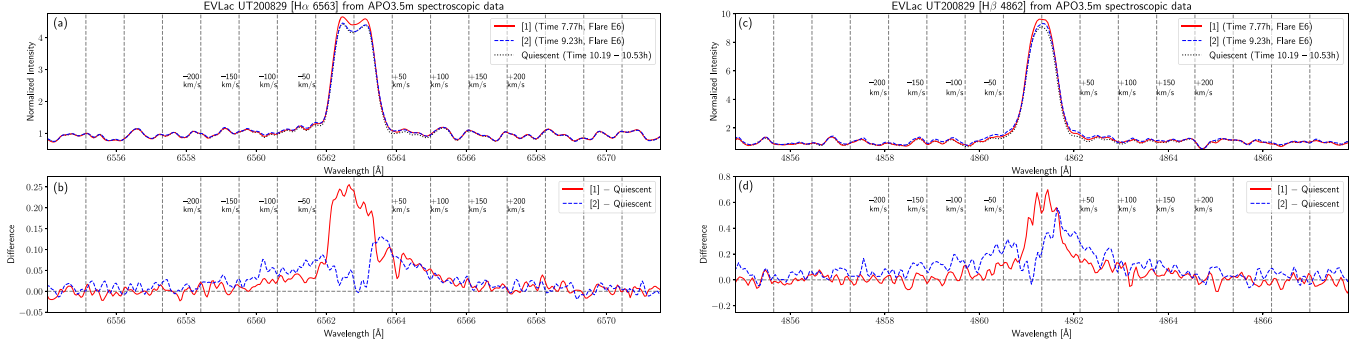 EVLac UT200829 [Hα 6563] from APO3.5m spectroscopic data
(a)
[1] (Time 7.77h, Flare E6)
[2] (Time 9.23h, Flare E6)
Quiescent (Time 10.19 − 10.53h)
−200 km/s
−150 km/s
−100 km/s
−50 km/s
+50 km/s
+100 km/s
+150 km/s
+200 km/s
Normalized Intensity
4
3
2
1
6556 6558 6560 6562 6564 6566 6568 6570
Wavelength [Å]
(b)
[1] − Quiescent
[2] − Quiescent
−200 km/s
−150 km/s
−100 km/s
−50 km/s
+50 km/s
+100 km/s
+150 km/s
+200 km/s
Difference
0.25
0.20
0.15
0.10
0.05
0.00
−0.05
6556 6558 6560 6562 6564 6566 6568 6570
Wavelength [Å]
EVLac UT200829 [Hβ 4862] from APO3.5m spectroscopic data
(c)
[1] (Time 7.77h, Flare E6)
[2] (Time 9.23h, Flare E6)
Quiescent (Time 10.19 − 10.53h)
−200 km/s
−150 km/s
−100 km/s
−50 km/s
+50 km/s
+100 km/s
+150 km/s
+200 km/s
Normalized Intensity
10
8
6
4
2
4856 4858 4860 4862 4864 4866
Wavelength [Å]
(d)
[1] − Quiescent
[2] − Quiescent
−200 km/s
−150 km/s
−100 km/s
−50 km/s
+50 km/s
+100 km/s
+150 km/s
+200 km/s
Difference
0.8
0.6
0.4
0.2
0.0
−0.2
4856 4858 4860 4862 4864 4866
Wavelength [Å]